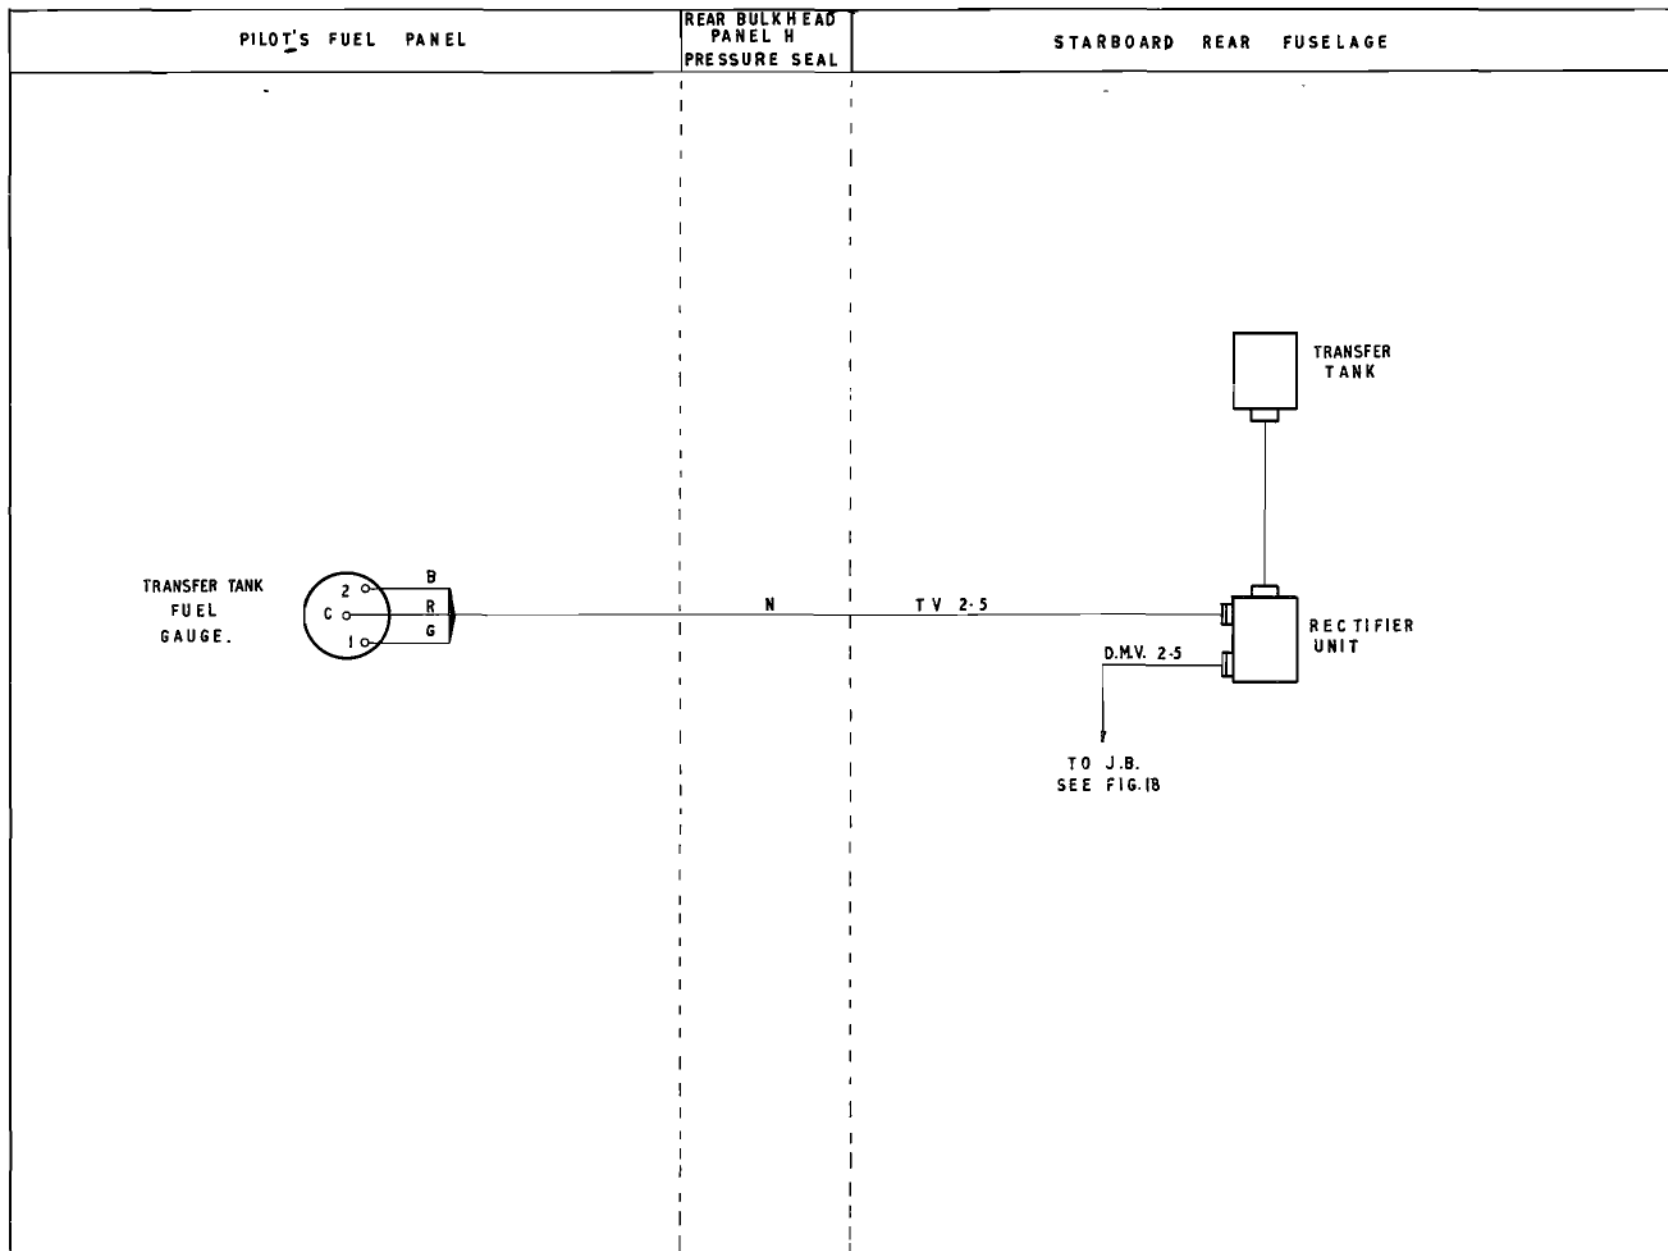 PILOT'S FUEL PANEL
REAR BULKHEAD
PANEL H
PRESSURE SEAL
STARBOARD REAR FUSELAGE
TRANSFER
TANK
TRANSFER TANK
FUEL
GAUGE.
2
C
1
B
R
G
N
TV 2·5
D.M.V. 2·5
RECTIFIER
UNIT
TO J.B.
SEE FIG.18